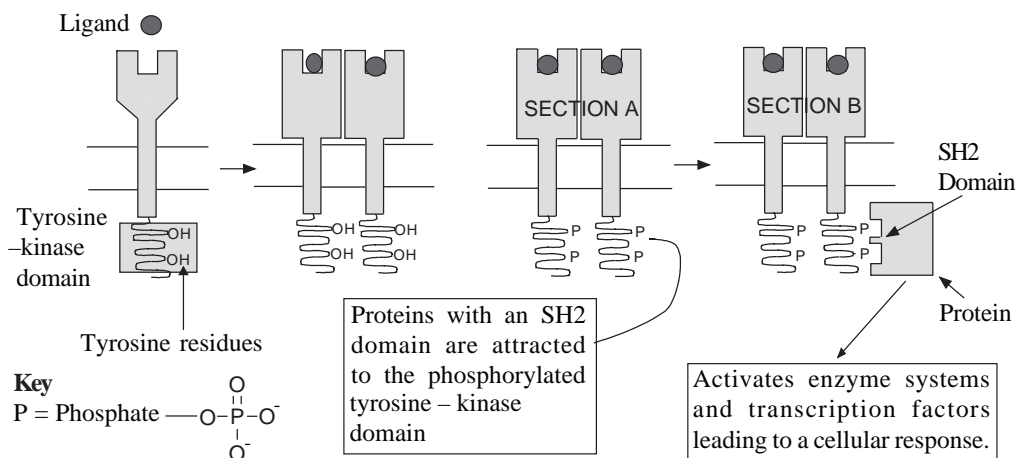 Ligand
SECTION A
SECTION B
SH2
Domain
Tyrosine
–kinase
domain
OH
OH
OH
OH
OH
OH
P
P
P
P
P
P
P
P
Protein
Tyrosine residues
Proteins with an SH2
domain are attracted
to the phosphorylated
tyrosine – kinase
domain
Activates enzyme systems
and transcription factors
leading to a cellular response.
Key
P = Phosphate
O
O–P–O-
O-